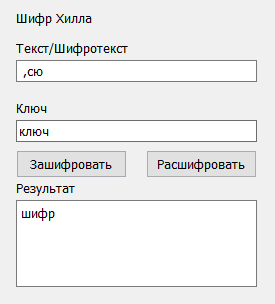 Шифр Хилла
Текст/Шифротекст
,сю
Ключ
ключ
Зашифровать Расшифровать
Результат
шифр